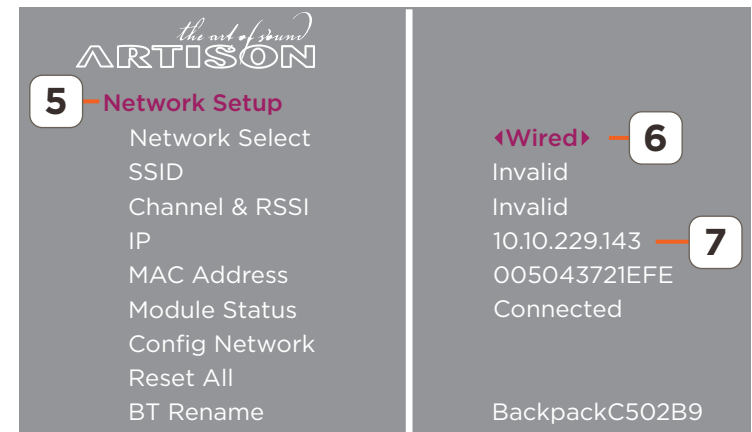 the art of sound
ARTISON
5 Network Setup
Network Select ◂Wired▸ 6
SSID Invalid
Channel & RSSI Invalid
IP 10.10.229.143 7
MAC Address 005043721EFE
Module Status Connected
Config Network
Reset All
BT Rename BackpackC502B9